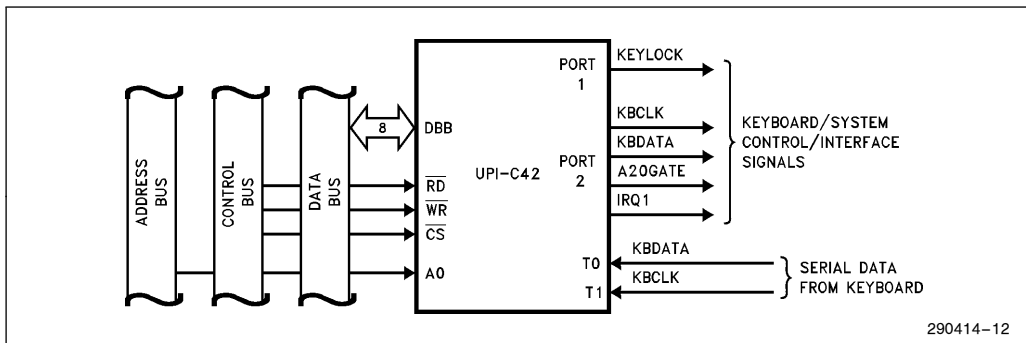 ADDRESS
BUS
CONTROL
BUS
DATA
BUS
8
DBB
RD
WR
CS
A0
UPI-C42
PORT
1
PORT
2
T0
T1
KEYLOCK
KBCLK
KBDATA
A20GATE
IRQ1
KBDATA
KBCLK
KEYBOARD/SYSTEM
CONTROL/INTERFACE
SIGNALS
SERIAL DATA
FROM KEYBOARD
290414-12